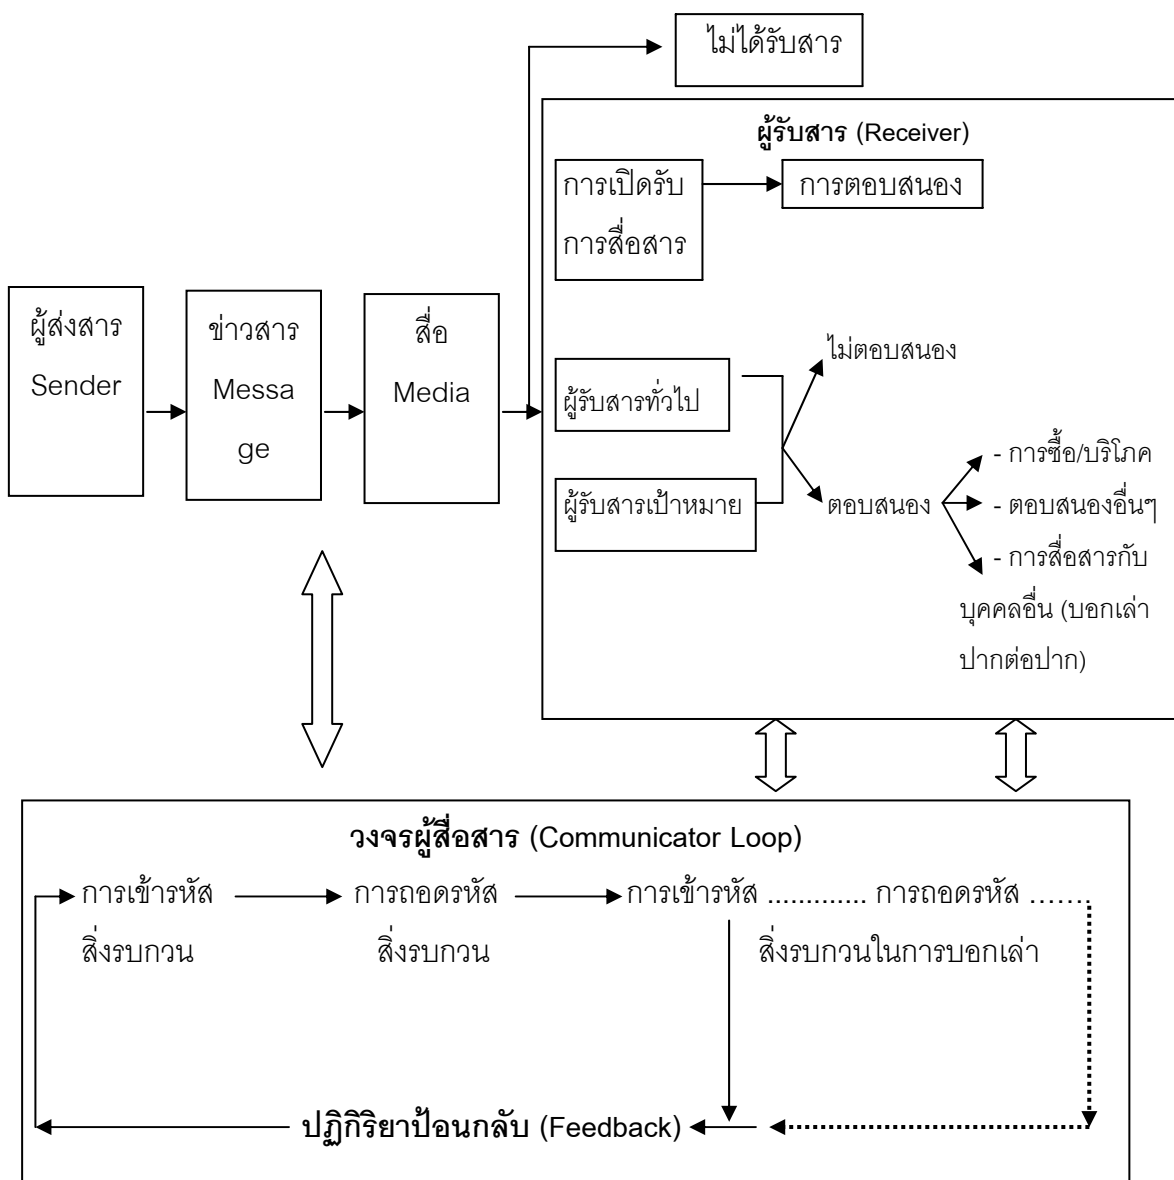 ไม่ได้รับสาร
ผู้รับสาร (Receiver)
การเปิดรับ
การสื่อสาร
การตอบสนอง
ผู้ส่งสาร
Sender
ข่าวสาร
Messa
ge
สื่อ
Media
ผู้รับสารทั่วไป
ผู้รับสารเป้าหมาย
ไม่ตอบสนอง
ตอบสนอง
- การซื้อ/บริโภค
- ตอบสนองอื่นๆ
- การสื่อสารกับ
บุคคลอื่น (บอกเล่า
ปากต่อปาก)
วงจรผู้สื่อสาร (Communicator Loop)
การเข้ารหัส การถอดรหัส การเข้ารหัส ............. การถอดรหัส .......
สิ่งรบกวน สิ่งรบกวน สิ่งรบกวนในการบอกเล่า
ปฏิกิริยาป้อนกลับ (Feedback)